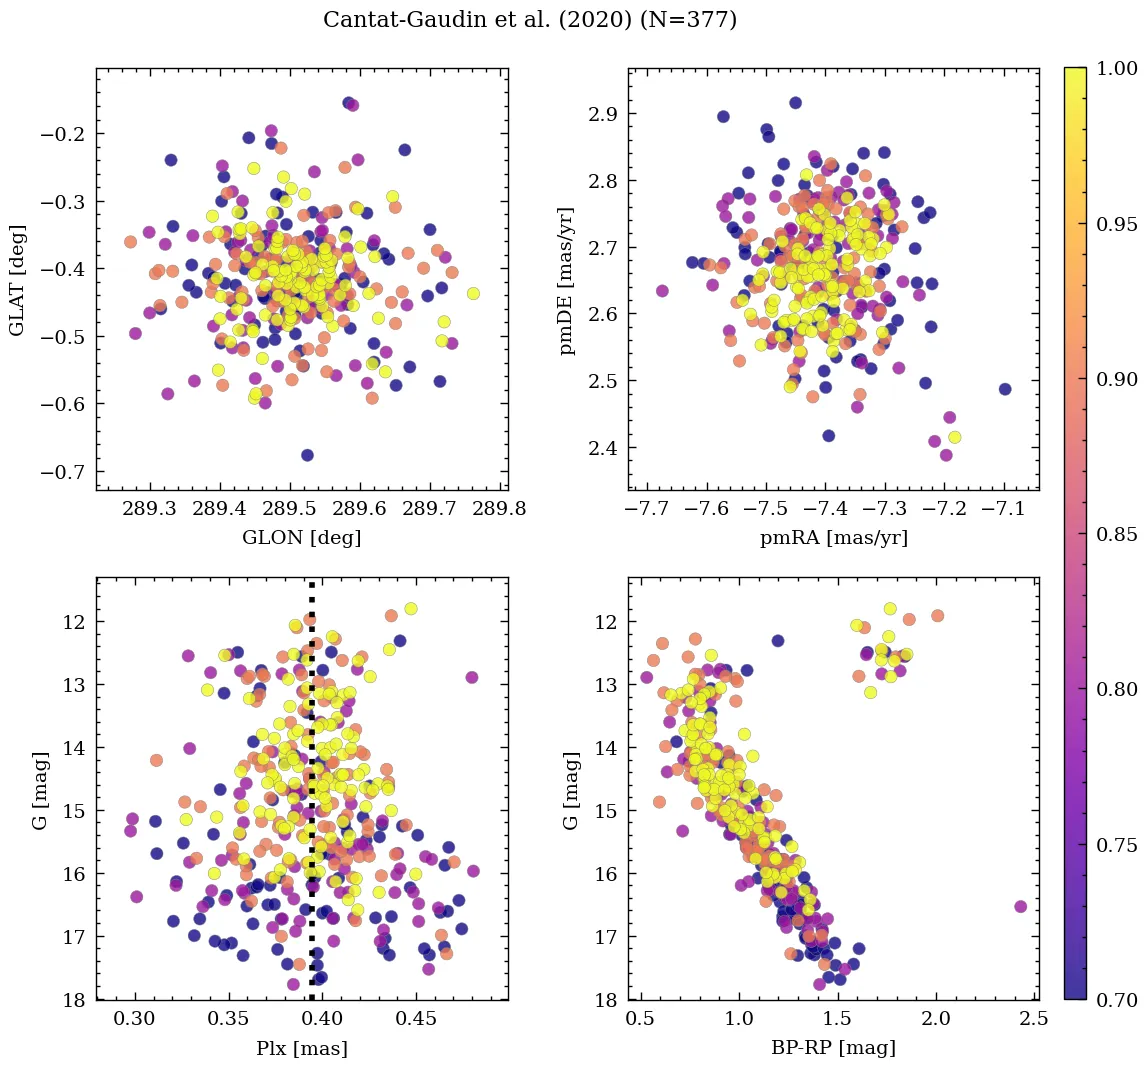 Cantat-Gaudin et al. (2020) (N=377)
−0.2
−0.3
−0.4
−0.5
−0.6
−0.7
GLAT [deg]
289.3 289.4 289.5 289.6 289.7 289.8
GLON [deg]
2.9
2.8
2.7
2.6
2.5
2.4
pmDE [mas/yr]
−7.7 −7.6 −7.5 −7.4 −7.3 −7.2 −7.1
pmRA [mas/yr]
12
13
14
15
16
17
18
G [mag]
0.30 0.35 0.40 0.45
Plx [mas]
12
13
14
15
16
17
18
G [mag]
0.5 1.0 1.5 2.0 2.5
BP-RP [mag]
1.00
0.95
0.90
0.85
0.80
0.75
0.70